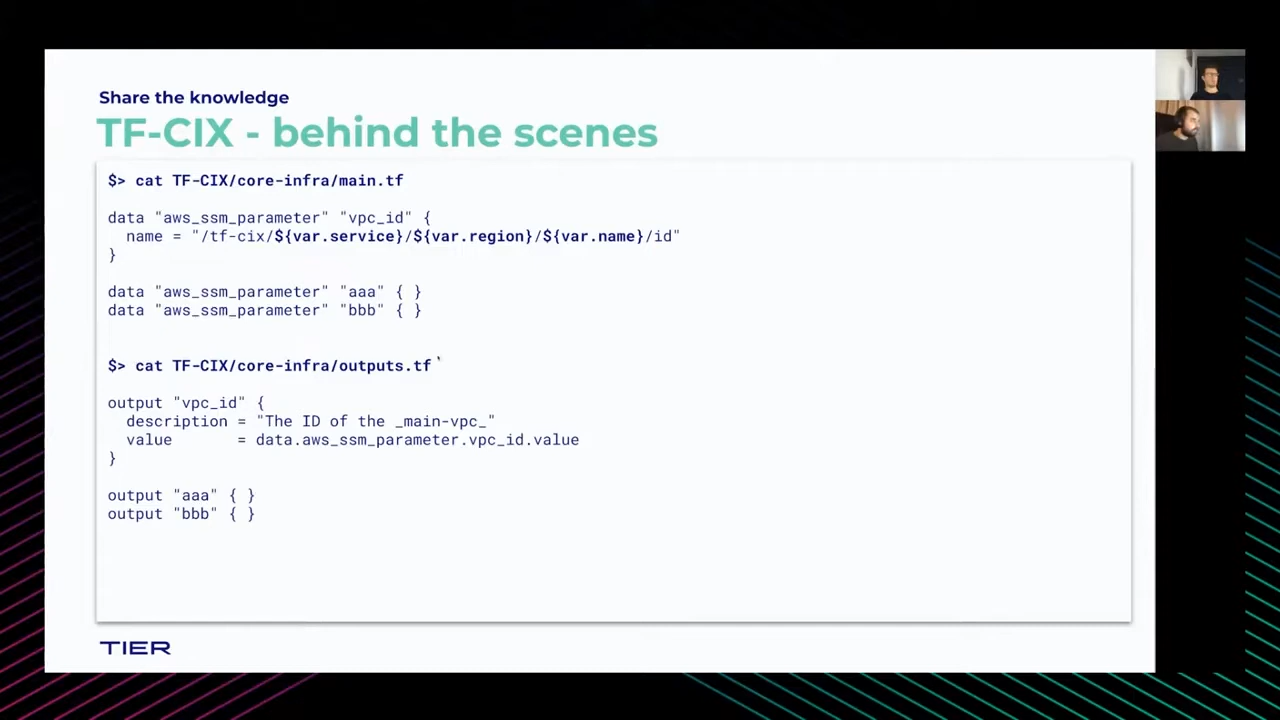 Share the knowledge
TF-CIX - behind the scenes
$> cat TF-CIX/core-infra/main.tf
data "aws_ssm_parameter" "vpc_id" {
  name = "/tf-cix/${var.service}/${var.region}/${var.name}/id"
}
data "aws_ssm_parameter" "aaa" { }
data "aws_ssm_parameter" "bbb" { }
$> cat TF-CIX/core-infra/outputs.tf
output "vpc_id" {
  description = "The ID of the _main-vpc_"
  value       = data.aws_ssm_parameter.vpc_id.value
}
output "aaa" { }
output "bbb" { }
TIER